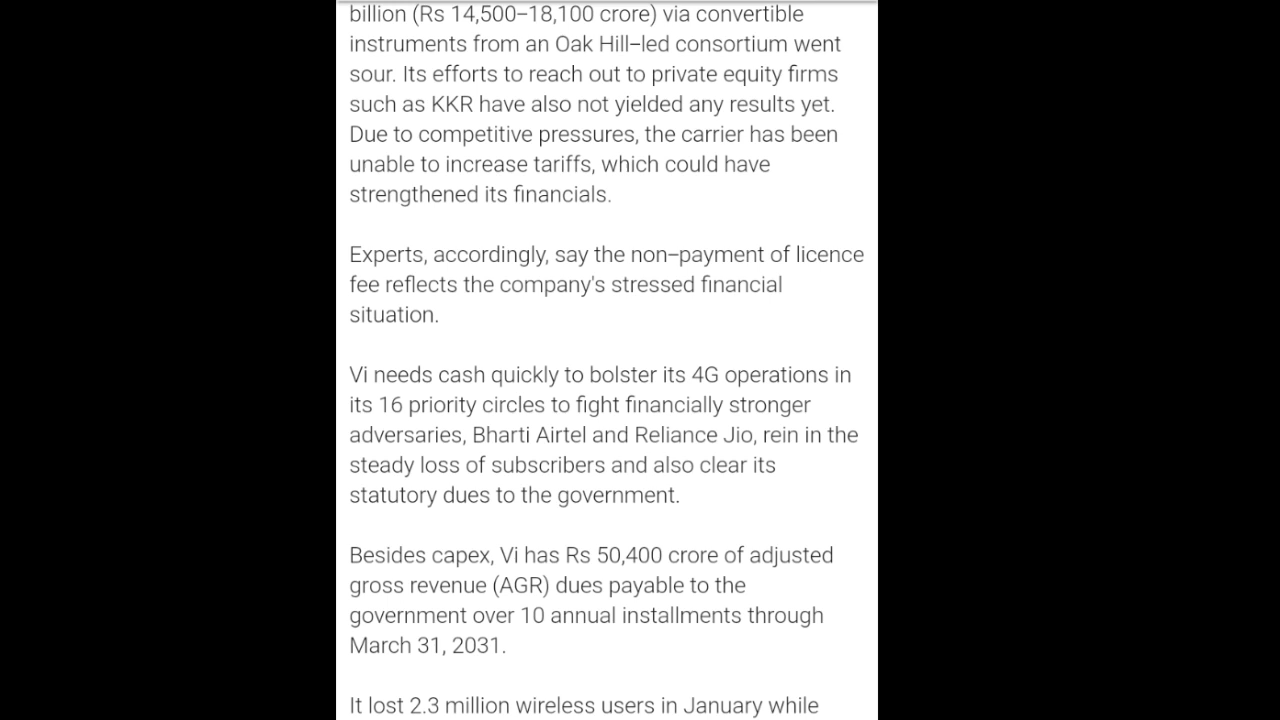 billion (Rs 14,500–18,100 crore) via convertible
instruments from an Oak Hill–led consortium went
sour. Its efforts to reach out to private equity firms
such as KKR have also not yielded any results yet.
Due to competitive pressures, the carrier has been
unable to increase tariffs, which could have
strengthened its financials.
Experts, accordingly, say the non–payment of licence
fee reflects the company's stressed financial
situation.
Vi needs cash quickly to bolster its 4G operations in
its 16 priority circles to fight financially stronger
adversaries, Bharti Airtel and Reliance Jio, rein in the
steady loss of subscribers and also clear its
statutory dues to the government.
Besides capex, Vi has Rs 50,400 crore of adjusted
gross revenue (AGR) dues payable to the
government over 10 annual installments through
March 31, 2031.
It lost 2.3 million wireless users in January while